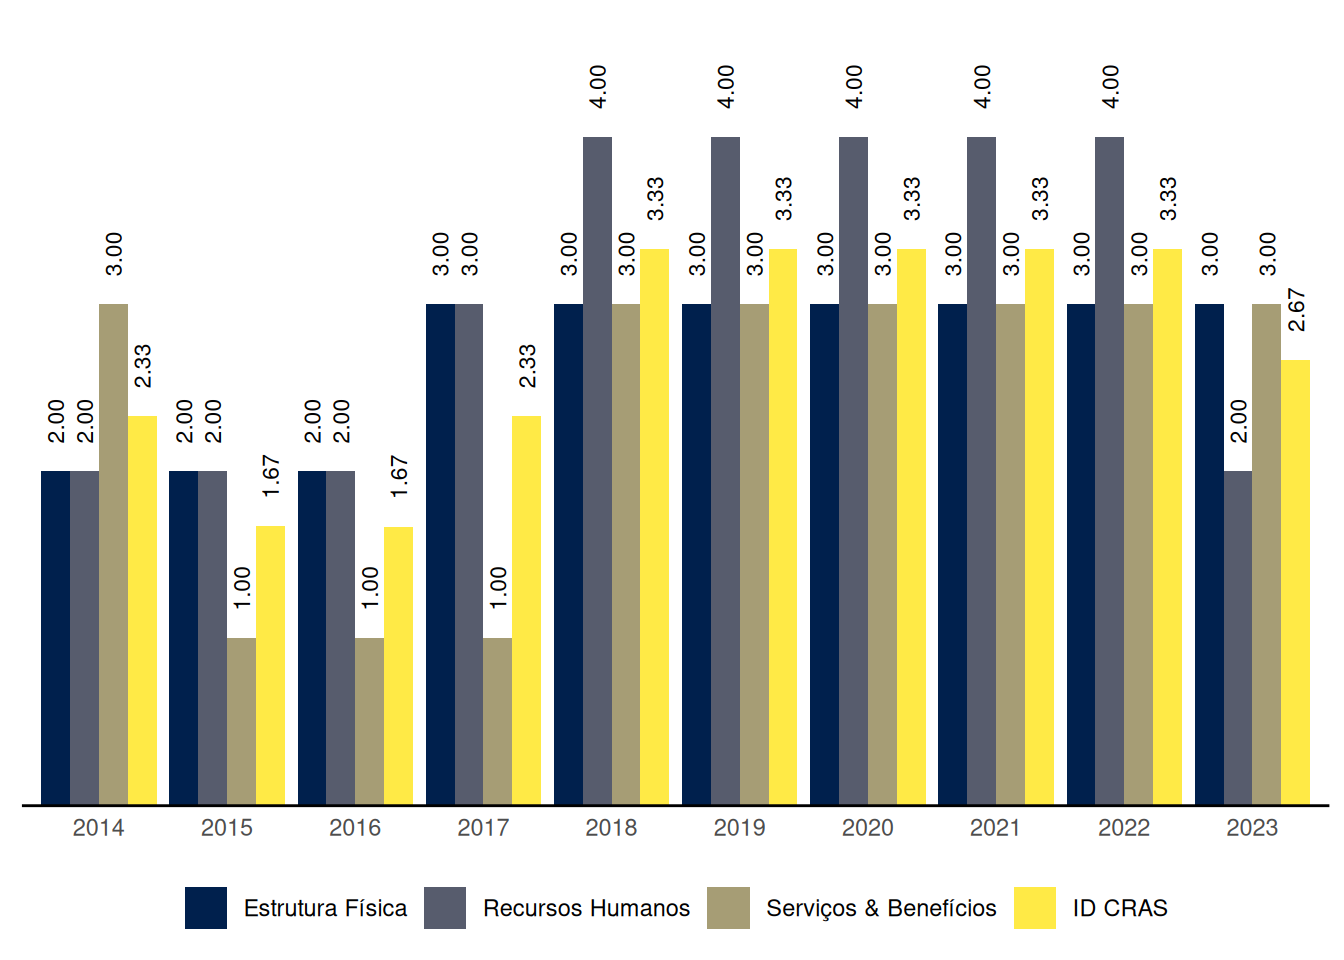 4.00 4.00 4.00 4.00 4.00
3.33 3.33 3.33 3.33 3.33
3.00 3.00 3.00 3.00 3.00 3.00 3.00 3.00 3.00 3.00 3.00 3.00 3.00 3.00 3.00
2.67
2.33 2.33
2.00 2.00 2.00 2.00 2.00 2.00 2.00
1.67 1.67
1.00 1.00 1.00
2014 2015 2016 2017 2018 2019 2020 2021 2022 2023
Estrutura Física Recursos Humanos Serviços & Benefícios ID CRAS